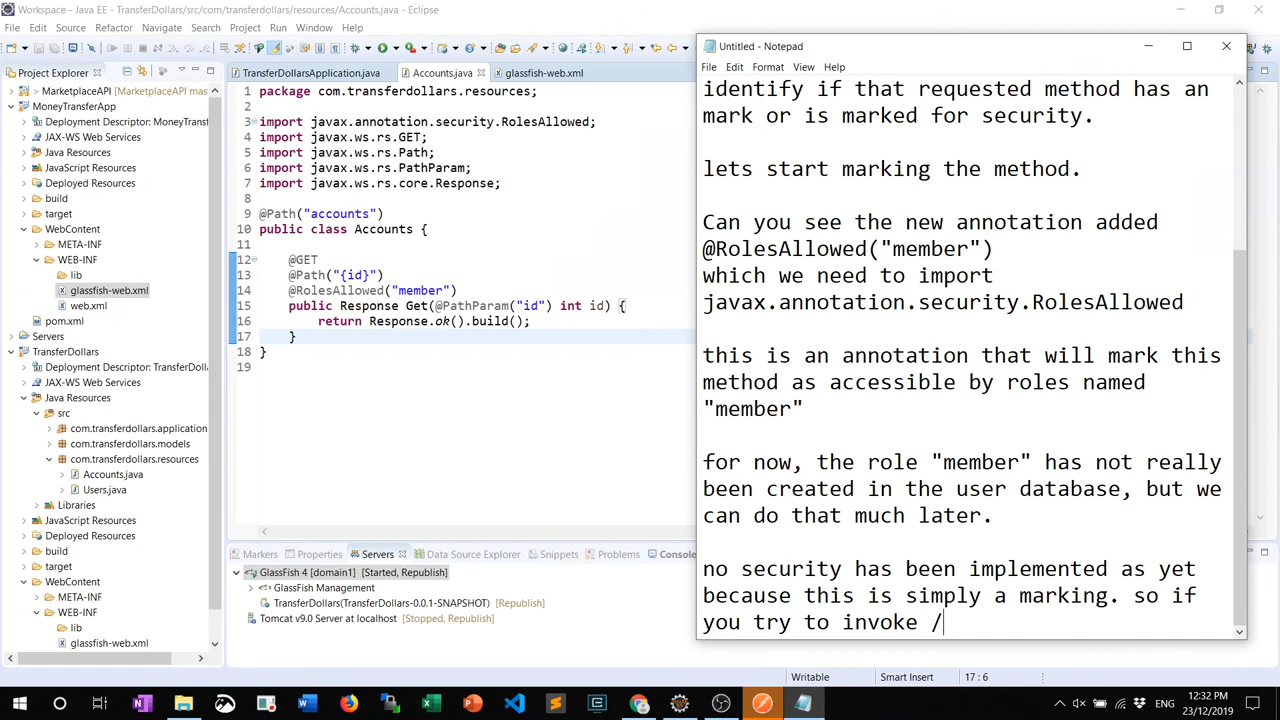 Workspace - Java EE - TransferDollars/src/com/transferdollars/resources/Accounts.java - Eclipse
File Edit Source Refactor Navigate Search Project Run Window Help
Project Explorer
MarketplaceAPI [MarketplaceAPI mas
MoneyTransferApp
Deployment Descriptor: MoneyTransf
JAX-WS Web Services
Java Resources
JavaScript Resources
Deployed Resources
build
target
WebContent
META-INF
WEB-INF
lib
glassfish-web.xml
web.xml
pom.xml
Servers
TransferDollars
Deployment Descriptor: TransferDolla
JAX-WS Web Services
Java Resources
src
com.transferdollars.application
com.transferdollars.models
com.transferdollars.resources
Accounts.java
Users.java
Libraries
JavaScript Resources
Deployed Resources
build
target
WebContent
META-INF
WEB-INF
lib
glassfish-web.xml
TransferDollarsApplication.java Accounts.java glassfish-web.xml
1 package com.transferdollars.resources;
2
3 import javax.annotation.security.RolesAllowed;
4 import javax.ws.rs.GET;
5 import javax.ws.rs.Path;
6 import javax.ws.rs.PathParam;
7 import javax.ws.rs.core.Response;
8
9 @Path("accounts")
10 public class Accounts {
11
12 @GET
13 @Path("{id}")
14 @RolesAllowed("member")
15 public Response Get(@PathParam("id") int id) {
16 return Response.ok().build();
17 }
18 }
19
Markers Properties Servers Data Source Explorer Snippets Problems Console
GlassFish 4 [domain1] [Started, Republish]
GlassFish Management
TransferDollars(TransferDollars-0.0.1-SNAPSHOT) [Republish]
Tomcat v9.0 Server at localhost [Stopped, Republish]
Untitled - Notepad
File Edit Format View Help
identify if that requested method has an
mark or is marked for security.
lets start marking the method.
Can you see the new annotation added
@RolesAllowed("member")
which we need to import
javax.annotation.security.RolesAllowed
this is an annotation that will mark this
method as accessible by roles named
"member"
for now, the role "member" has not really
been created in the user database, but we
can do that much later.
no security has been implemented as yet
because this is simply a marking. so if
you try to invoke /
Writable Smart Insert 17 : 6
ENG 12:32 PM
23/12/2019